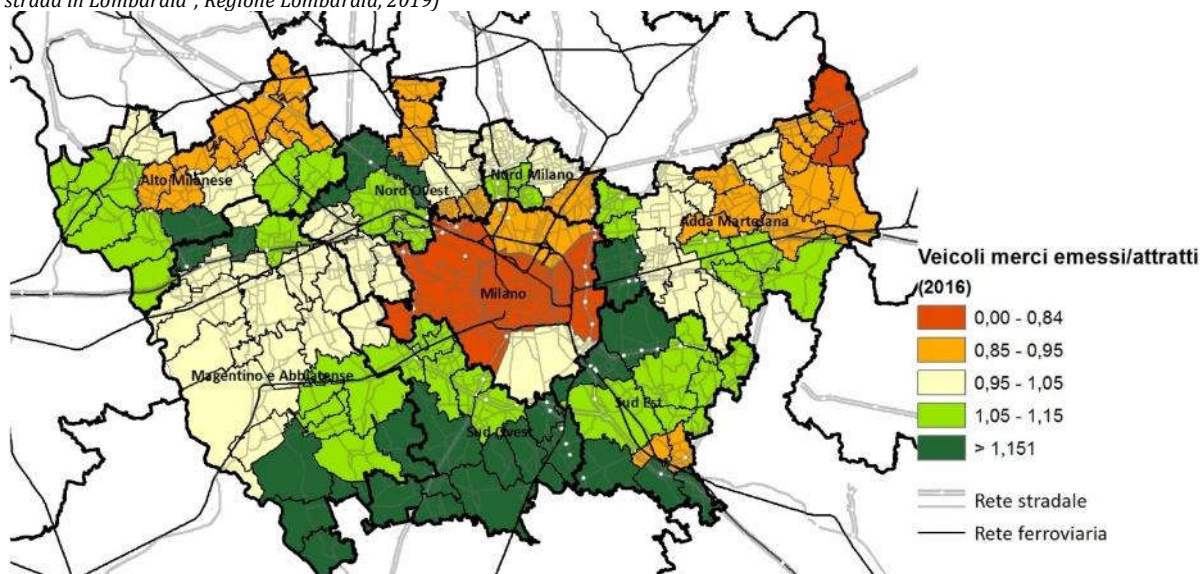 strada in Lombardia", Regione Lombardia, 2019)
Alto Milanese
Nord Ovest
Nord Milano
Adda Martesana
Milano
Magentino e Abbiatense
Sud Ovest
Sud Est
Veicoli merci emessi/attratti
(2016)
0,00 - 0,84
0,85 - 0,95
0,95 - 1,05
1,05 - 1,15
> 1,151
Rete stradale
Rete ferroviaria